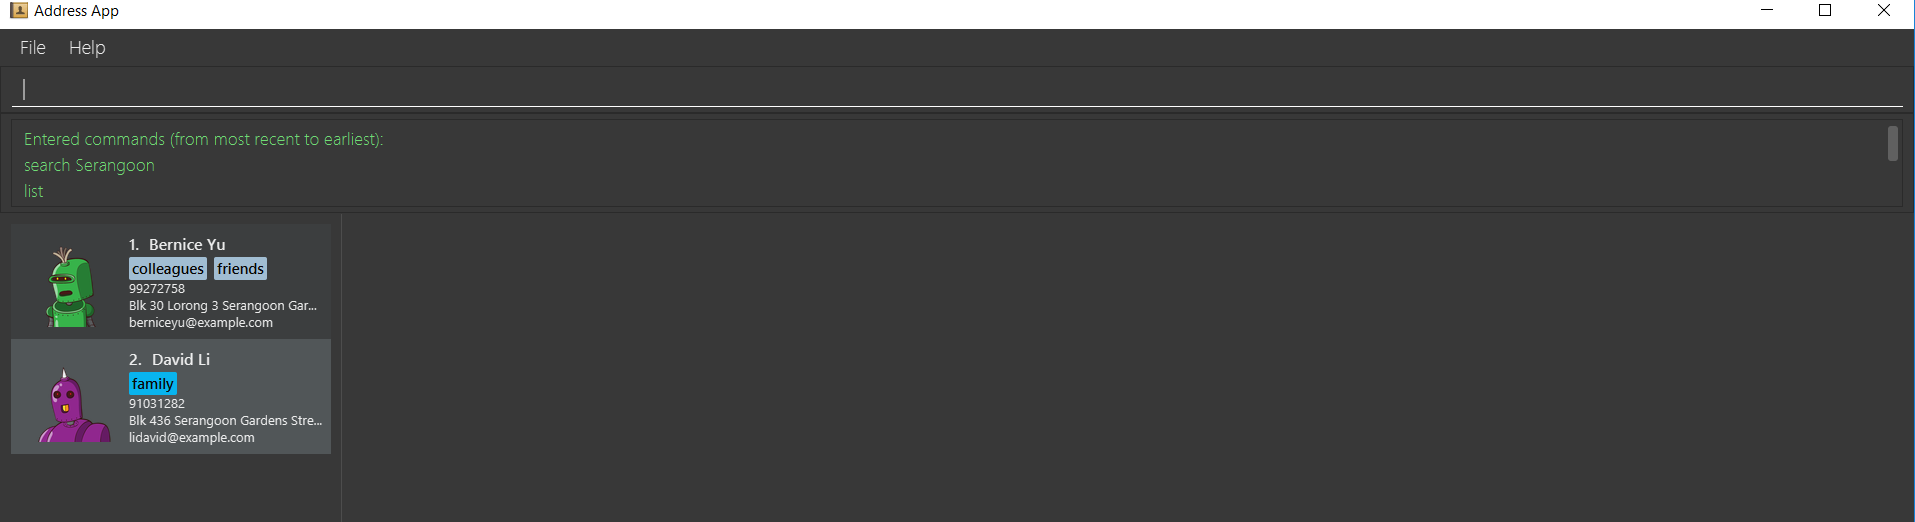 Address App
File Help
Entered commands (from most recent to earliest):
search Serangoon
list
1. Bernice Yu
colleagues friends
99272758
Blk 30 Lorong 3 Serangoon Gar...
berniceyu@example.com
2. David Li
family
91031282
Blk 436 Serangoon Gardens Stre...
lidavid@example.com